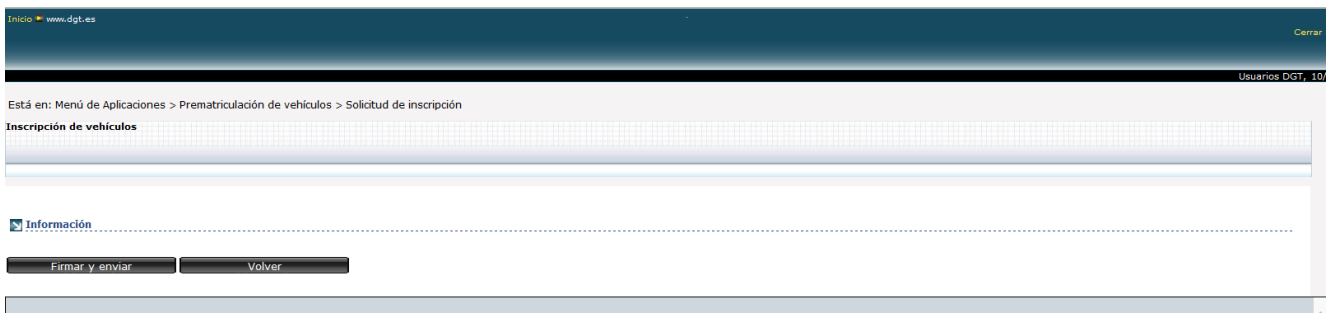 Inicio www.dgt.es
Cerrar
Usuarios DGT, 10/
Está en: Menú de Aplicaciones > Prematriculación de vehículos > Solicitud de inscripción
Inscripción de vehículos
Información
Firmar y enviar Volver